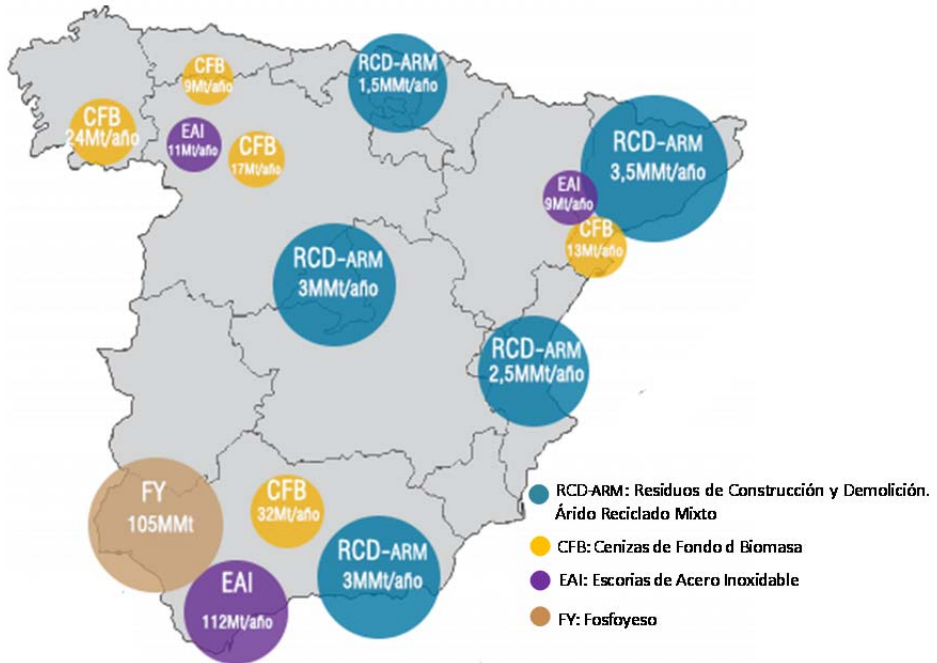 CFB
9Mt/año
RCD-ARM
1,5MMt/año
CFB
24Mt/año
EAI
11Mt/año
CFB
17Mt/año
RCD-ARM
3,5MMt/año
EAI
9Mt/año
CFB
13Mt/año
RCD-ARM
3MMt/año
RCD-ARM
2,5MMt/año
FY
105MMt
CFB
32Mt/año
RCD-ARM
3MMt/año
EAI
112Mt/año
RCD-ARM: Residuos de Construcción y Demolición.
Árido Reciclado Mixto
CFB: Cenizas de Fondo d Biomasa
EAI: Escorias de Acero Inoxidable
FY: Fosfoyeso